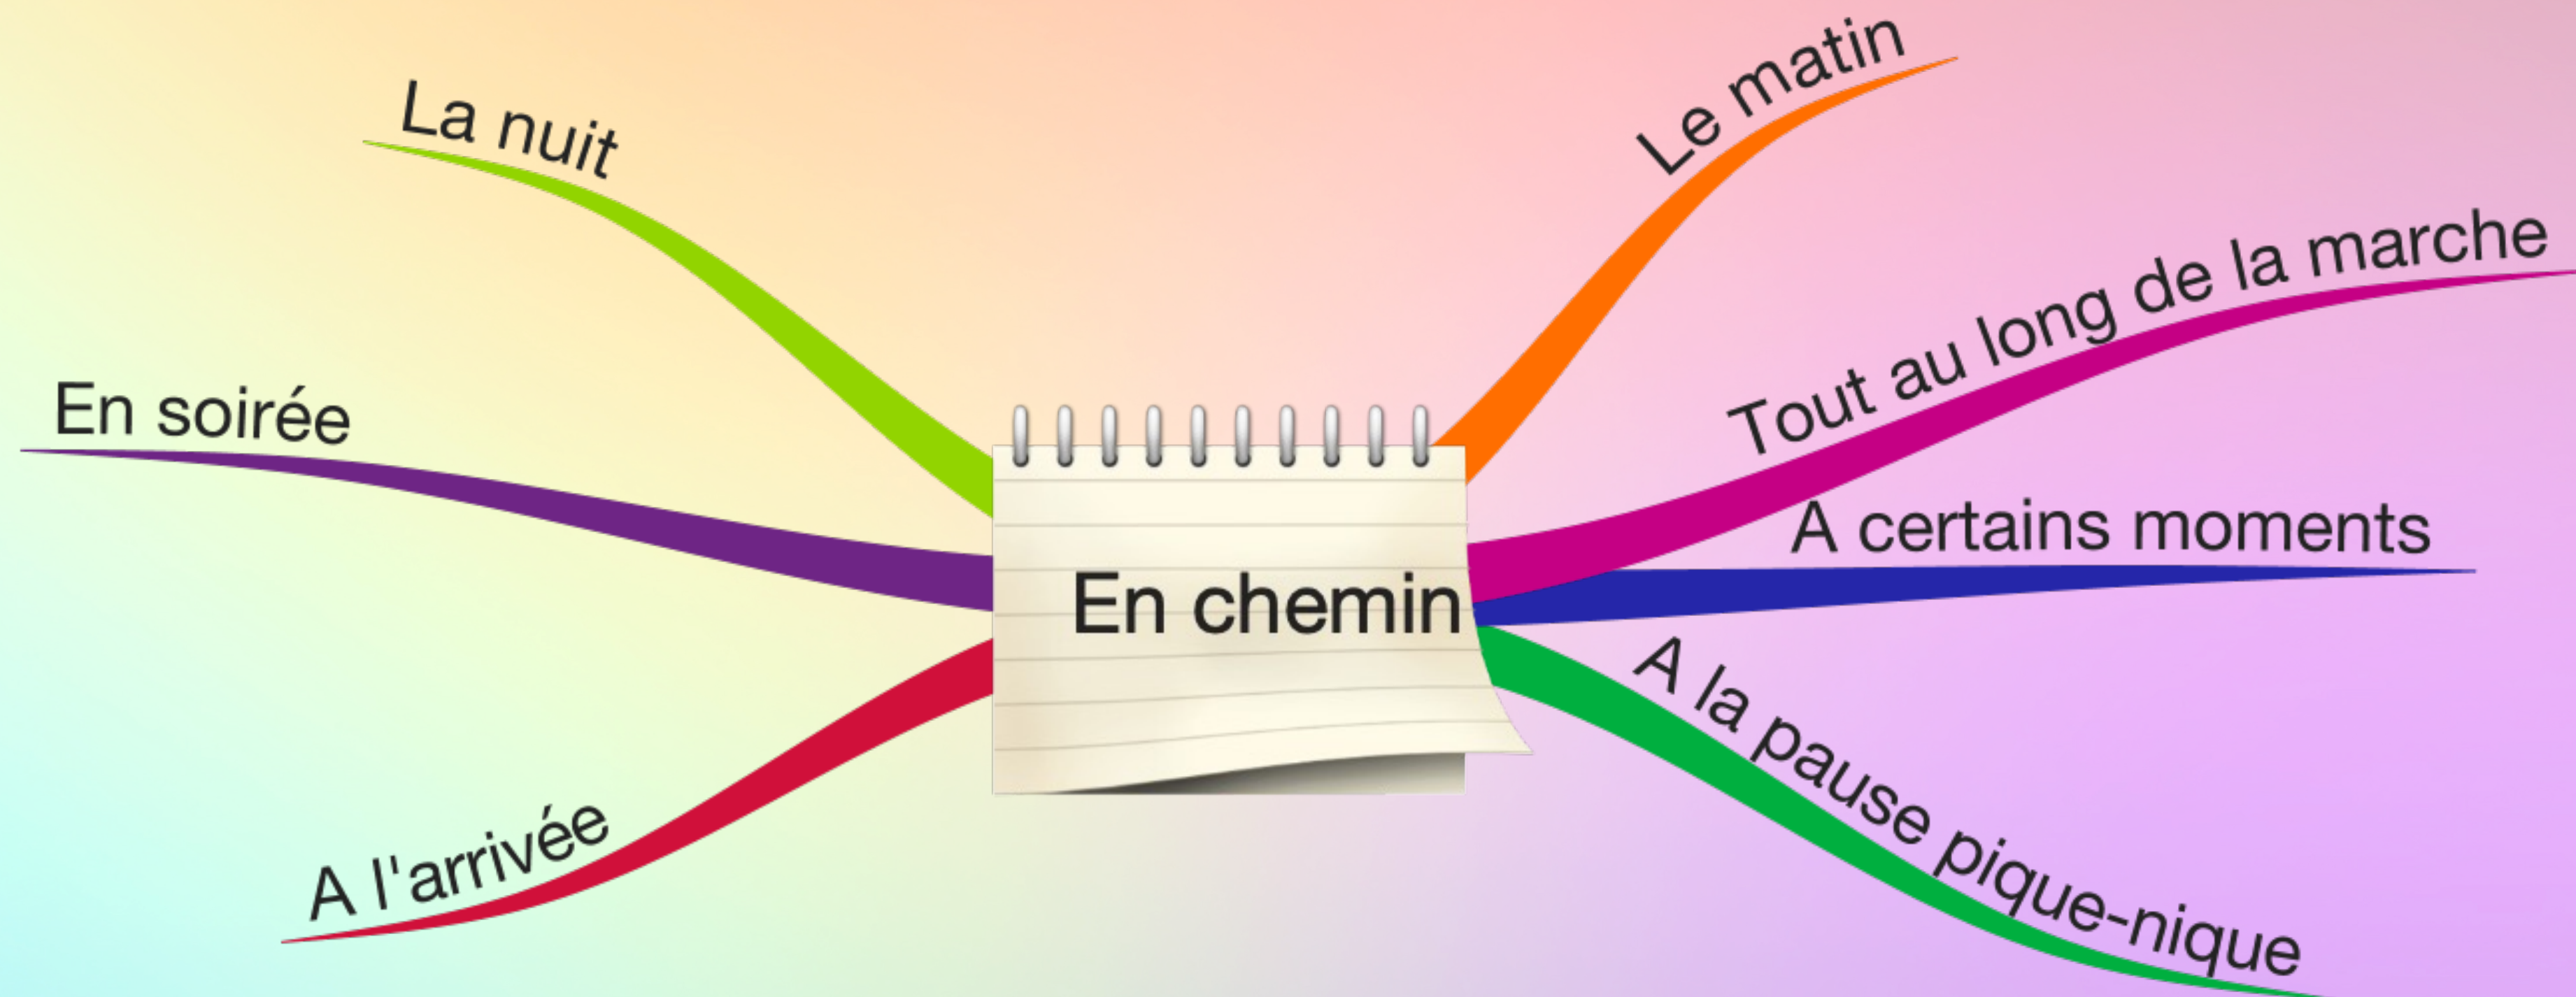 En chemin
Le matin
Tout au long de la marche
A certains moments
A la pause pique-nique
A l'arrivée
En soirée
La nuit